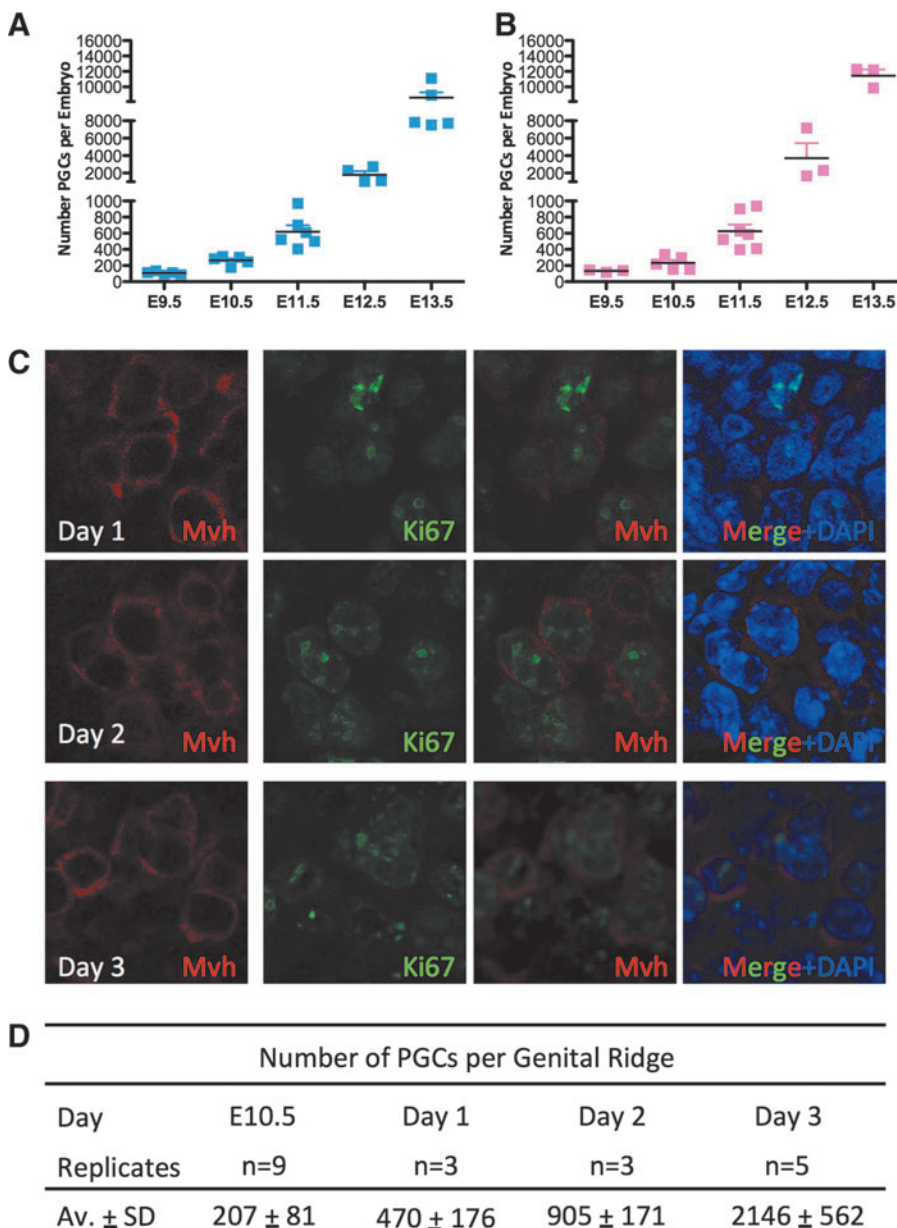 A
B
Number PGCs per Embryo
16000
14000
12000
10000
8000
6000
4000
2000
1000
800
600
400
200
0
E9.5 E10.5 E11.5 E12.5 E13.5
Number PGCs per Embryo
16000
14000
12000
10000
8000
6000
4000
2000
1000
800
600
400
200
0
E9.5 E10.5 E11.5 E12.5 E13.5
C
Day 1 Mvh Ki67 Mvh Merge+DAPI
Day 2 Mvh Ki67 Mvh Merge+DAPI
Day 3 Mvh Ki67 Mvh Merge+DAPI
D
Number of PGCs per Genital Ridge
Day E10.5 Day 1 Day 2 Day 3
Replicates n=9 n=3 n=3 n=5
Av. ± SD 207 ± 81 470 ± 176 905 ± 171 2146 ± 562